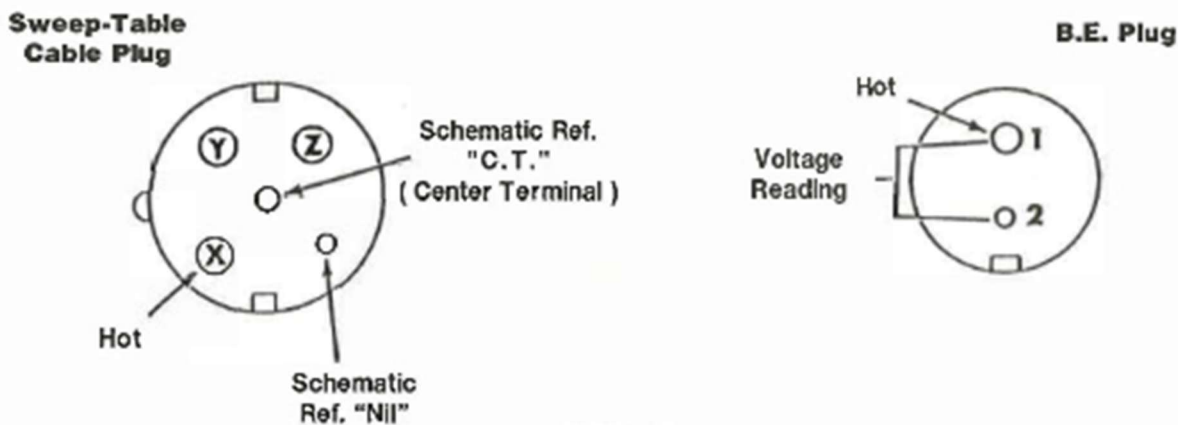 Sweep-Table
Cable Plug
Y
Z
X
Schematic Ref.
"C.T."
( Center Terminal )
Hot
Schematic
Ref. "Nil"
B.E. Plug
Hot
1
Voltage
Reading
2